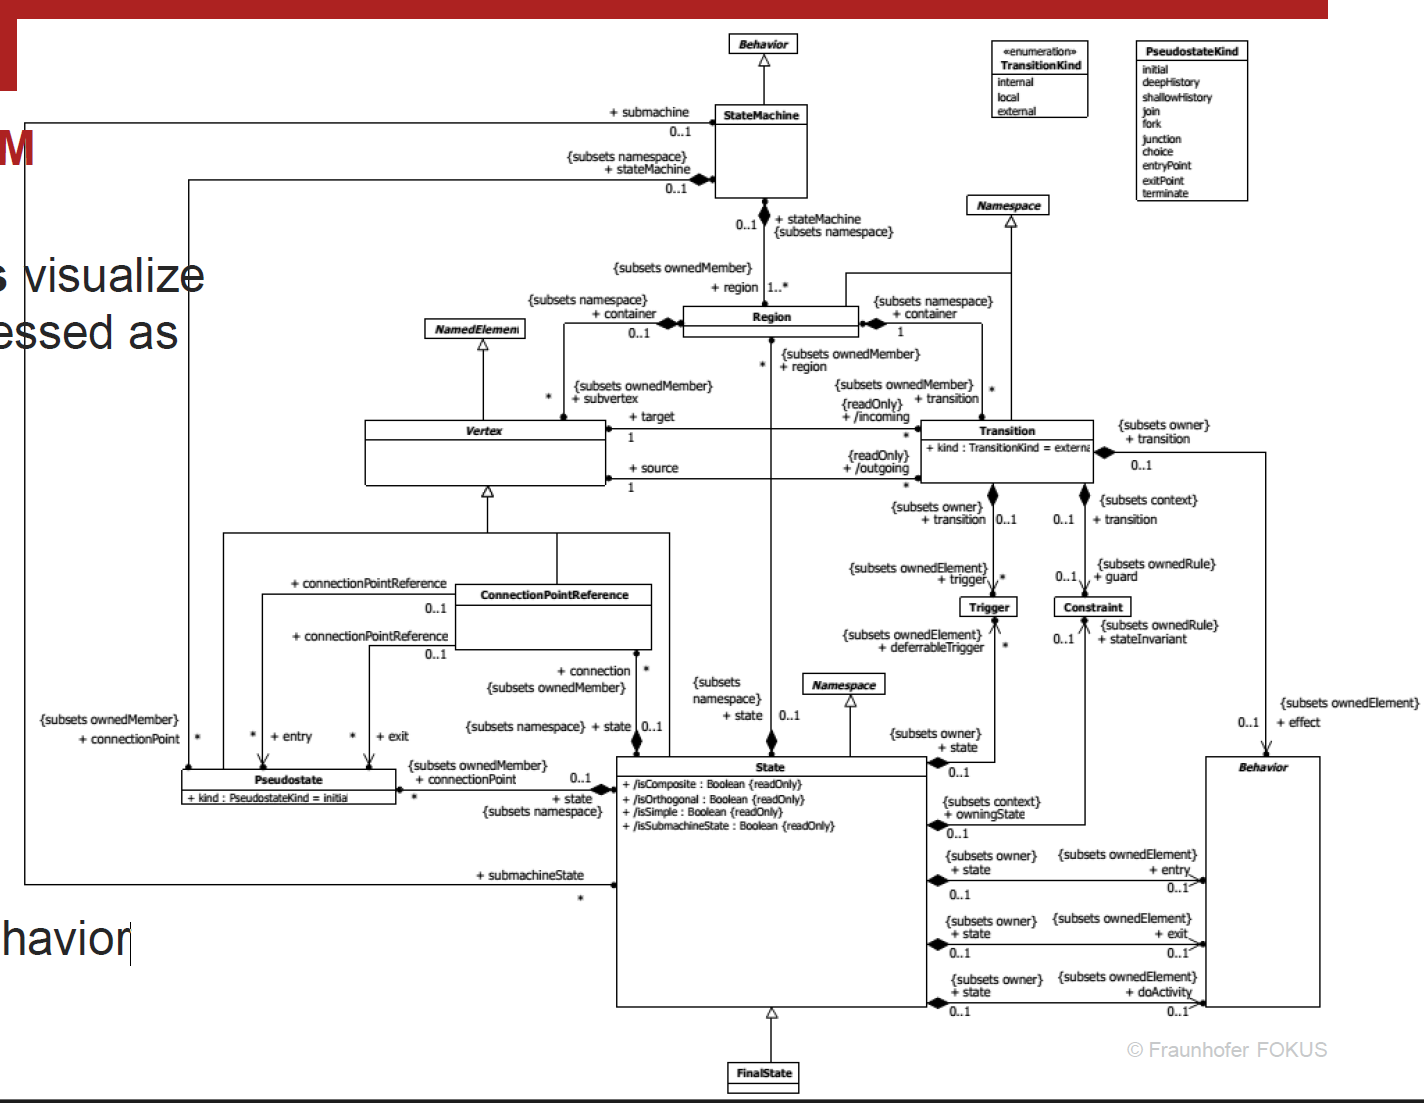 M
s visualize
essed as
havior
Behavior
StateMachine
+ submachine
0..1
{subsets namespace}
+ stateMachine
0..1
«enumeration»
TransitionKind
internal
local
external
PseudostateKind
initial
deepHistory
shallowHistory
join
fork
junction
choice
entryPoint
exitPoint
terminate
Namespace
0..1
+ stateMachine
{subsets namespace}
{subsets ownedMember}
+ region
1..*
Region
{subsets namespace}
+ container
0..1
{subsets namespace}
+ container
1
NamedElement
* 
{subsets ownedMember}
+ region
{subsets ownedMember}
+ subvertex
*
{subsets ownedMember}
+ transition
*
Vertex
+ target
1
{readOnly}
+ /incoming
*
+ source
1
{readOnly}
+ /outgoing
*
Transition
+ kind : TransitionKind = externa
{subsets owner}
+ transition
0..1
{subsets owner}
+ transition
0..1
{subsets context}
0..1
+ transition
{subsets ownedElement}
+ trigger
*
{subsets ownedRule}
0..1
+ guard
Trigger
Constraint
{subsets ownedElement}
+ deferrableTrigger
*
{subsets ownedRule}
0..1
+ stateInvariant
+ connectionPointReference
0..1
ConnectionPointReference
+ connectionPointReference
0..1
+ connection
*
{subsets ownedMember}
{subsets namespace}
+ state
0..1
{subsets
namespace}
+ state
0..1
Namespace
{subsets ownedMember}
+ connectionPoint
*
*
+ entry
*
+ exit
Pseudostate
+ kind : PseudostateKind = initial
{subsets ownedMember}
+ connectionPoint
*
0..1
+ state
{subsets namespace}
State
+ /isComposite : Boolean {readOnly}
+ /isOrthogonal : Boolean {readOnly}
+ /isSimple : Boolean {readOnly}
+ /isSubmachineState : Boolean {readOnly}
{subsets owner}
+ state
0..1
{subsets context}
+ owningState
0..1
{subsets owner}
+ state
0..1
{subsets ownedElement}
+ entry
0..1
{subsets owner}
+ state
0..1
{subsets ownedElement}
+ exit
0..1
{subsets owner}
+ state
0..1
{subsets ownedElement}
+ doActivity
0..1
{subsets ownedElement}
0..1
+ effect
Behavior
+ submachineState
*
FinalState
© Fraunhofer FOKUS